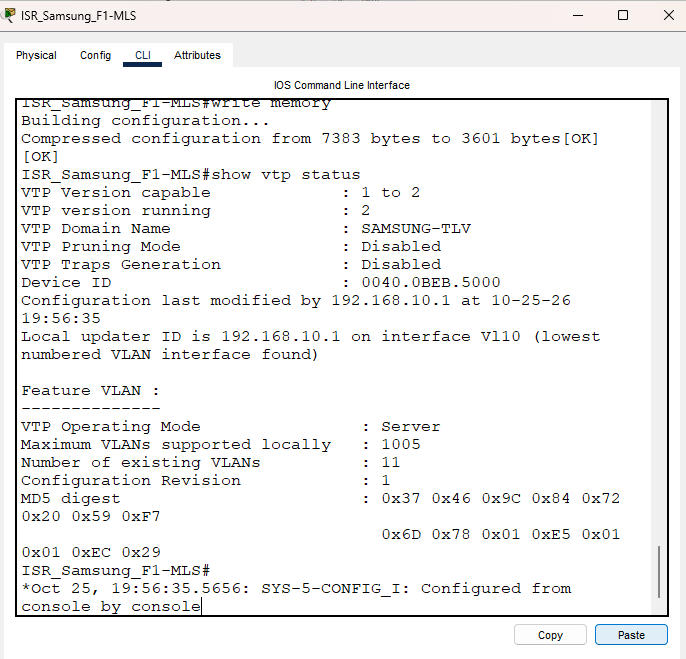 ISR_Samsung_F1-MLS
Physical Config CLI Attributes
IOS Command Line Interface
ISR_Samsung_F1-MLS#write memory
Building configuration...
Compressed configuration from 7383 bytes to 3601 bytes[OK]
[OK]
ISR_Samsung_F1-MLS#show vtp status
VTP Version capable : 1 to 2
VTP version running : 2
VTP Domain Name : SAMSUNG-TLV
VTP Pruning Mode : Disabled
VTP Traps Generation : Disabled
Device ID : 0040.0BEB.5000
Configuration last modified by 192.168.10.1 at 10-25-26
19:56:35
Local updater ID is 192.168.10.1 on interface Vl10 (lowest
numbered VLAN interface found)
Feature VLAN :
--------------
VTP Operating Mode : Server
Maximum VLANs supported locally : 1005
Number of existing VLANs : 11
Configuration Revision : 1
MD5 digest : 0x37 0x46 0x9C 0x84 0x72
0x20 0x59 0xF7
0x6D 0x78 0x01 0xE5 0x01
0x01 0xEC 0x29
ISR_Samsung_F1-MLS#
*Oct 25, 19:56:35.5656: SYS-5-CONFIG_I: Configured from
console by console
Copy Paste